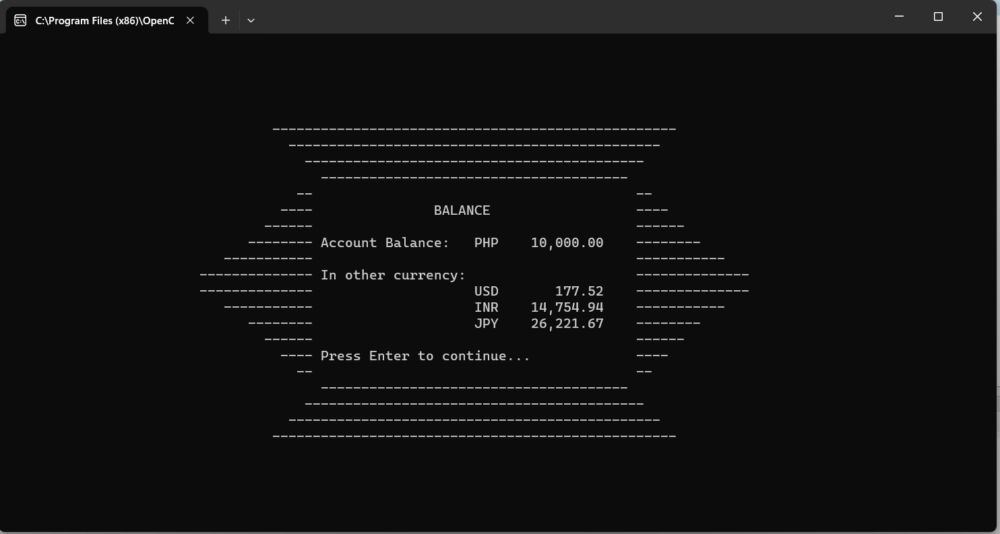 C:\Program Files (x86)\OpenC
BALANCE
Account Balance: PHP 10,000.00
In other currency:
USD 177.52
INR 14,754.94
JPY 26,221.67
Press Enter to continue...